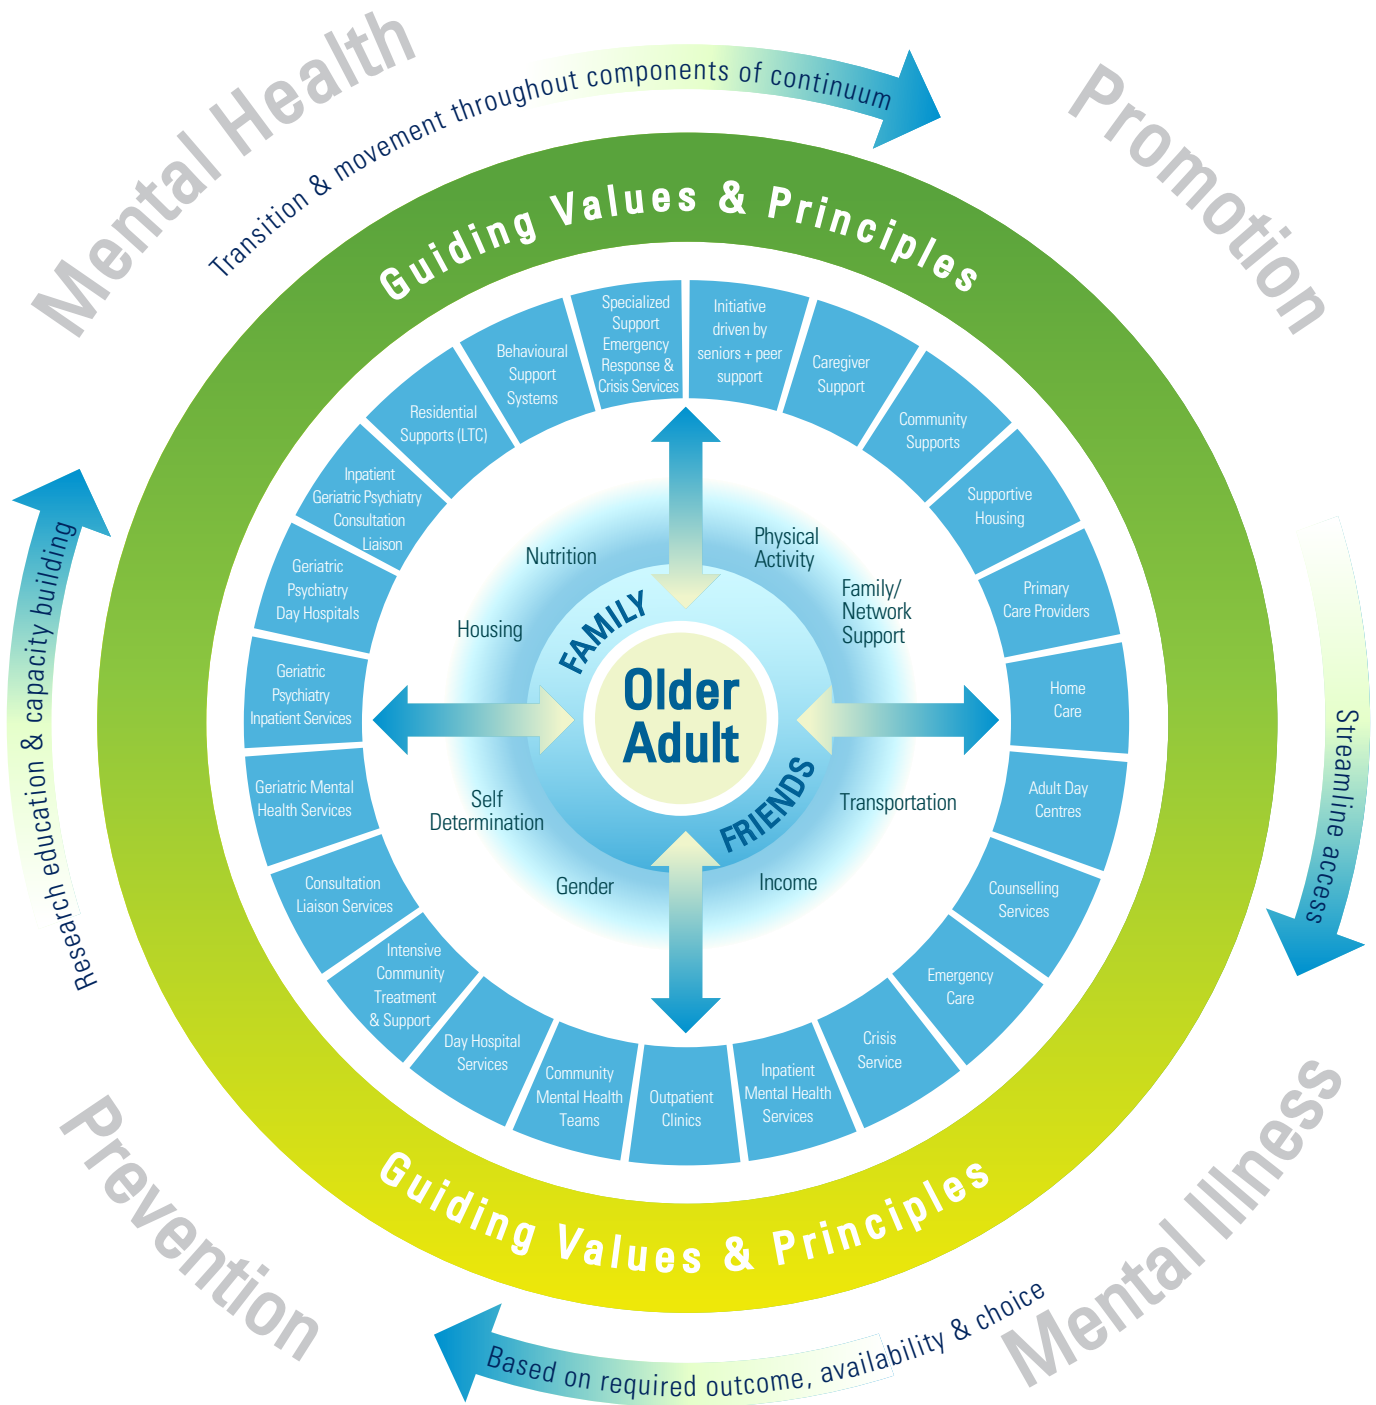 Mental Health
Promotion
Transition & movement throughout components of continuum
Guiding Values & Principles
Specialized
Support
Emergency
Response &
Crisis Services
Initiative
driven by
seniors + peer
support
Caregiver
Support
Community
Supports
Supportive
Housing
Primary
Care Providers
Home
Care
Adult Day
Centres
Counselling
Services
Emergency
Care
Crisis
Service
Inpatient
Mental Health
Services
Outpatient
Clinics
Community
Mental Health
Teams
Day Hospital
Services
Intensive
Community
Treatment
& Support
Consultation
Liaison Services
Geriatric Mental
Health Services
Geriatric
Psychiatry
Inpatient Services
Geriatric
Psychiatry
Day Hospitals
Inpatient
Geriatric Psychiatry
Consultation
Liaison
Residential
Supports (LTC)
Behavioural
Support
Systems
Nutrition
Physical
Activity
Family/
Network
Support
Housing
FAMILY
Older
Adult
FRIENDS
Self
Determination
Transportation
Gender
Income
Research education & capacity building
Streamline access
Guiding Values & Principles
Prevention
Mental Illness
Based on required outcome, availability & choice